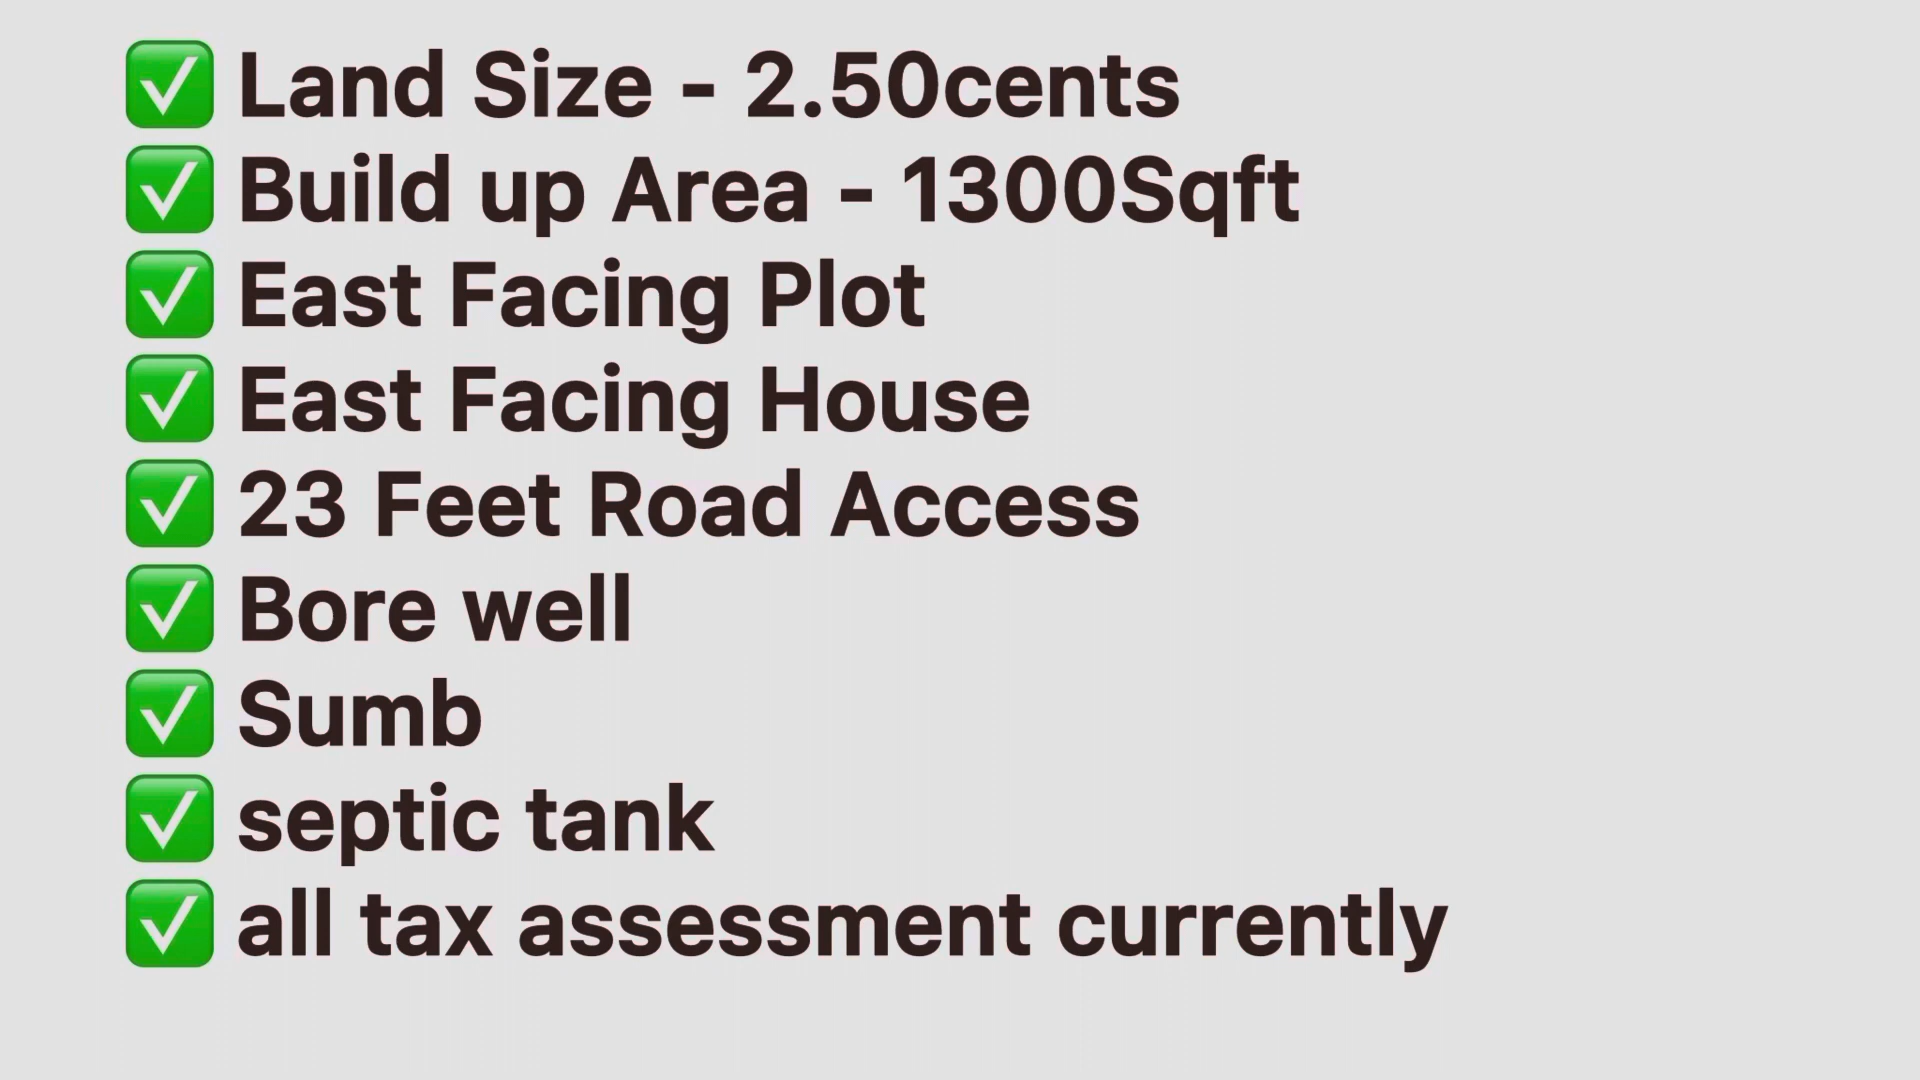 ✅ Land Size - 2.50cents
✅ Build up Area - 1300Sqft
✅ East Facing Plot
✅ East Facing House
✅ 23 Feet Road Access
✅ Bore well
✅ Sumb
✅ septic tank
✅ all tax assessment currently